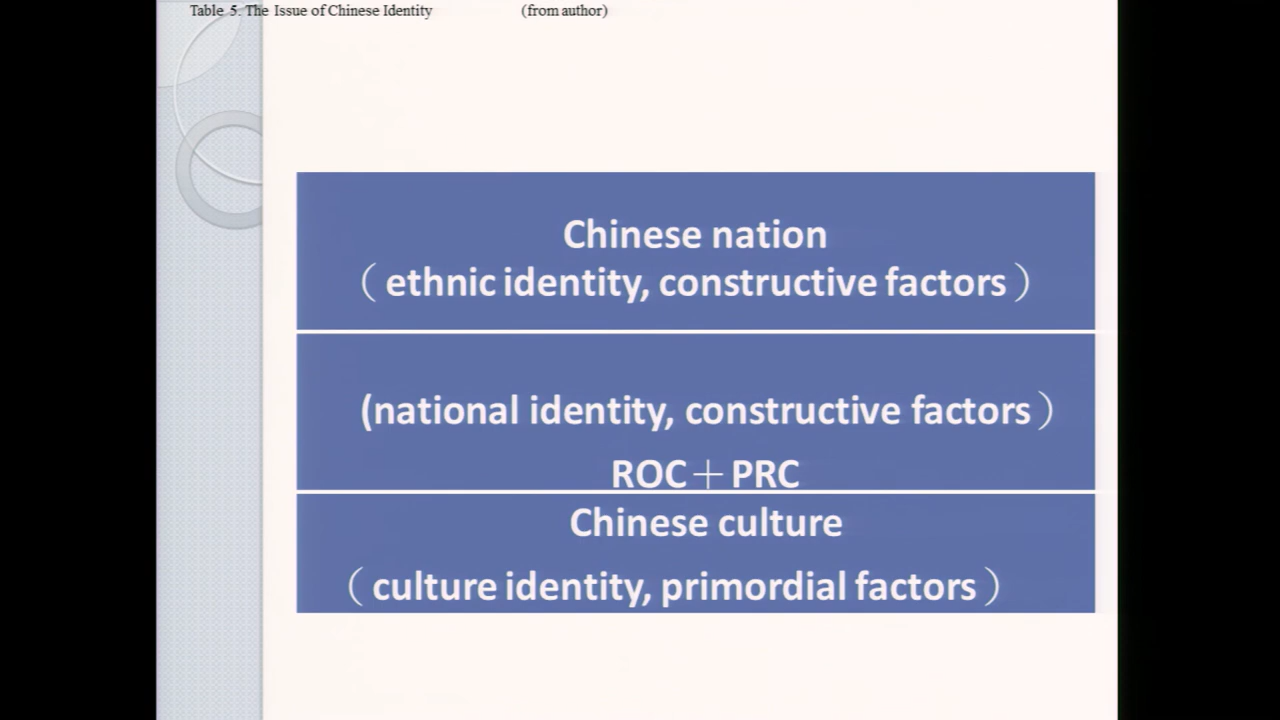 Table 5. The Issue of Chinese Identity (from author)
Chinese nation
（ethnic identity, constructive factors）
(national identity, constructive factors）
ROC＋PRC
Chinese culture
（culture identity, primordial factors）